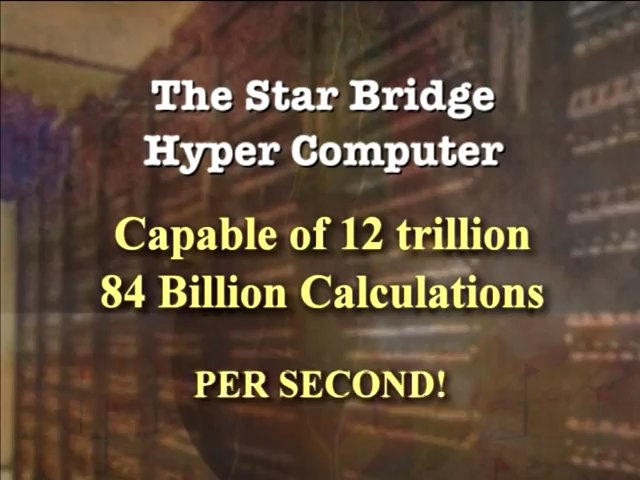 The Star Bridge
Hyper Computer
Capable of 12 trillion
84 Billion Calculations
PER SECOND!